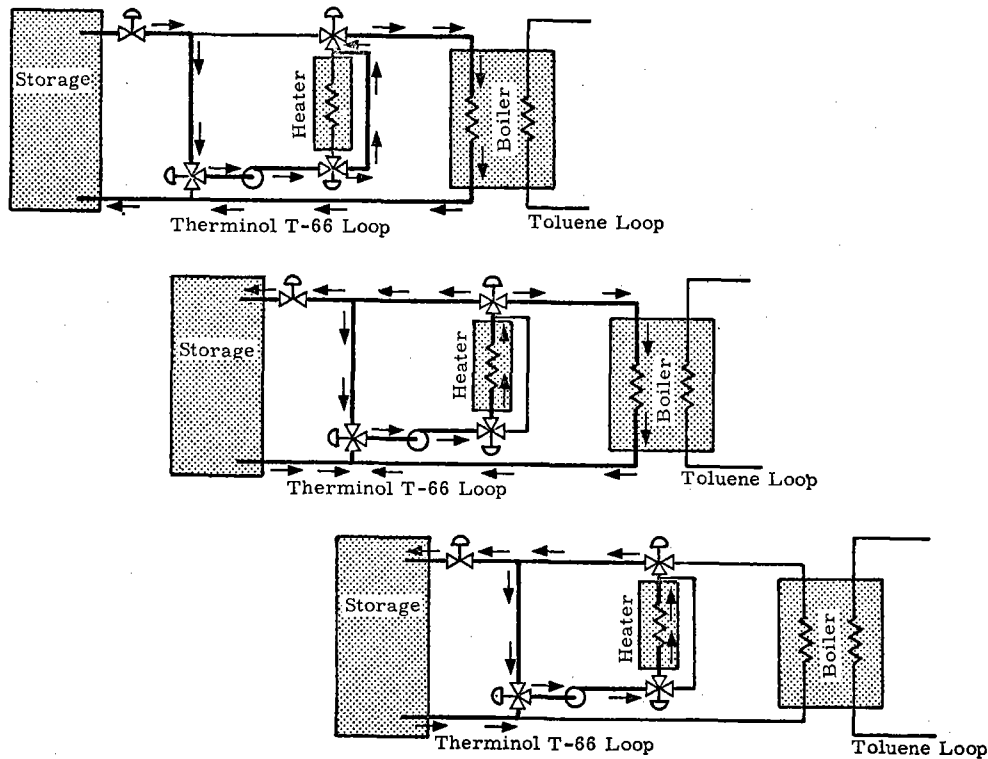 Storage
Heater
Boiler
Therminol T-66 Loop
Toluene Loop
Storage
Heater
Boiler
Therminol T-66 Loop
Toluene Loop
Storage
Heater
Boiler
Therminol T-66 Loop
Toluene Loop